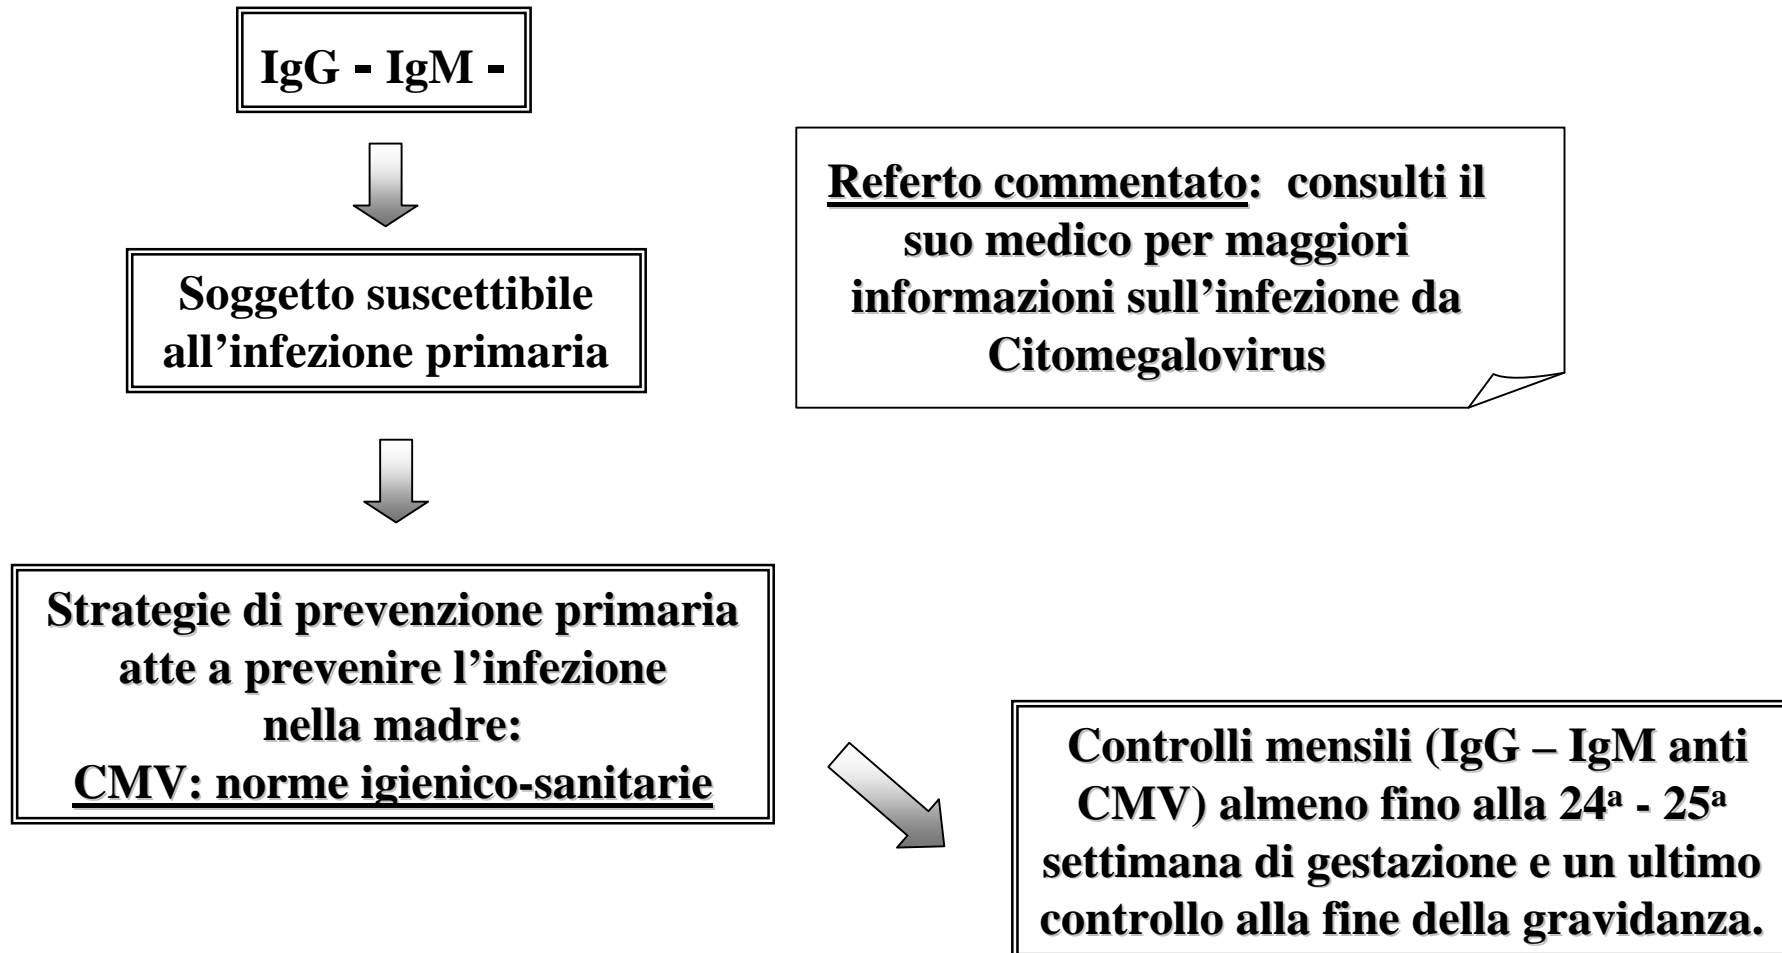 IgG - IgM -
Referto commentato: consulti il
suo medico per maggiori
informazioni sull’infezione da
Citomegalovirus
Soggetto suscettibile
all’infezione primaria
Strategie di prevenzione primaria
atte a prevenire l’infezione
nella madre:
CMV: norme igienico-sanitarie
Controlli mensili (IgG – IgM anti
CMV) almeno fino alla 24ª - 25ª
settimana di gestazione e un ultimo
controllo alla fine della gravidanza.